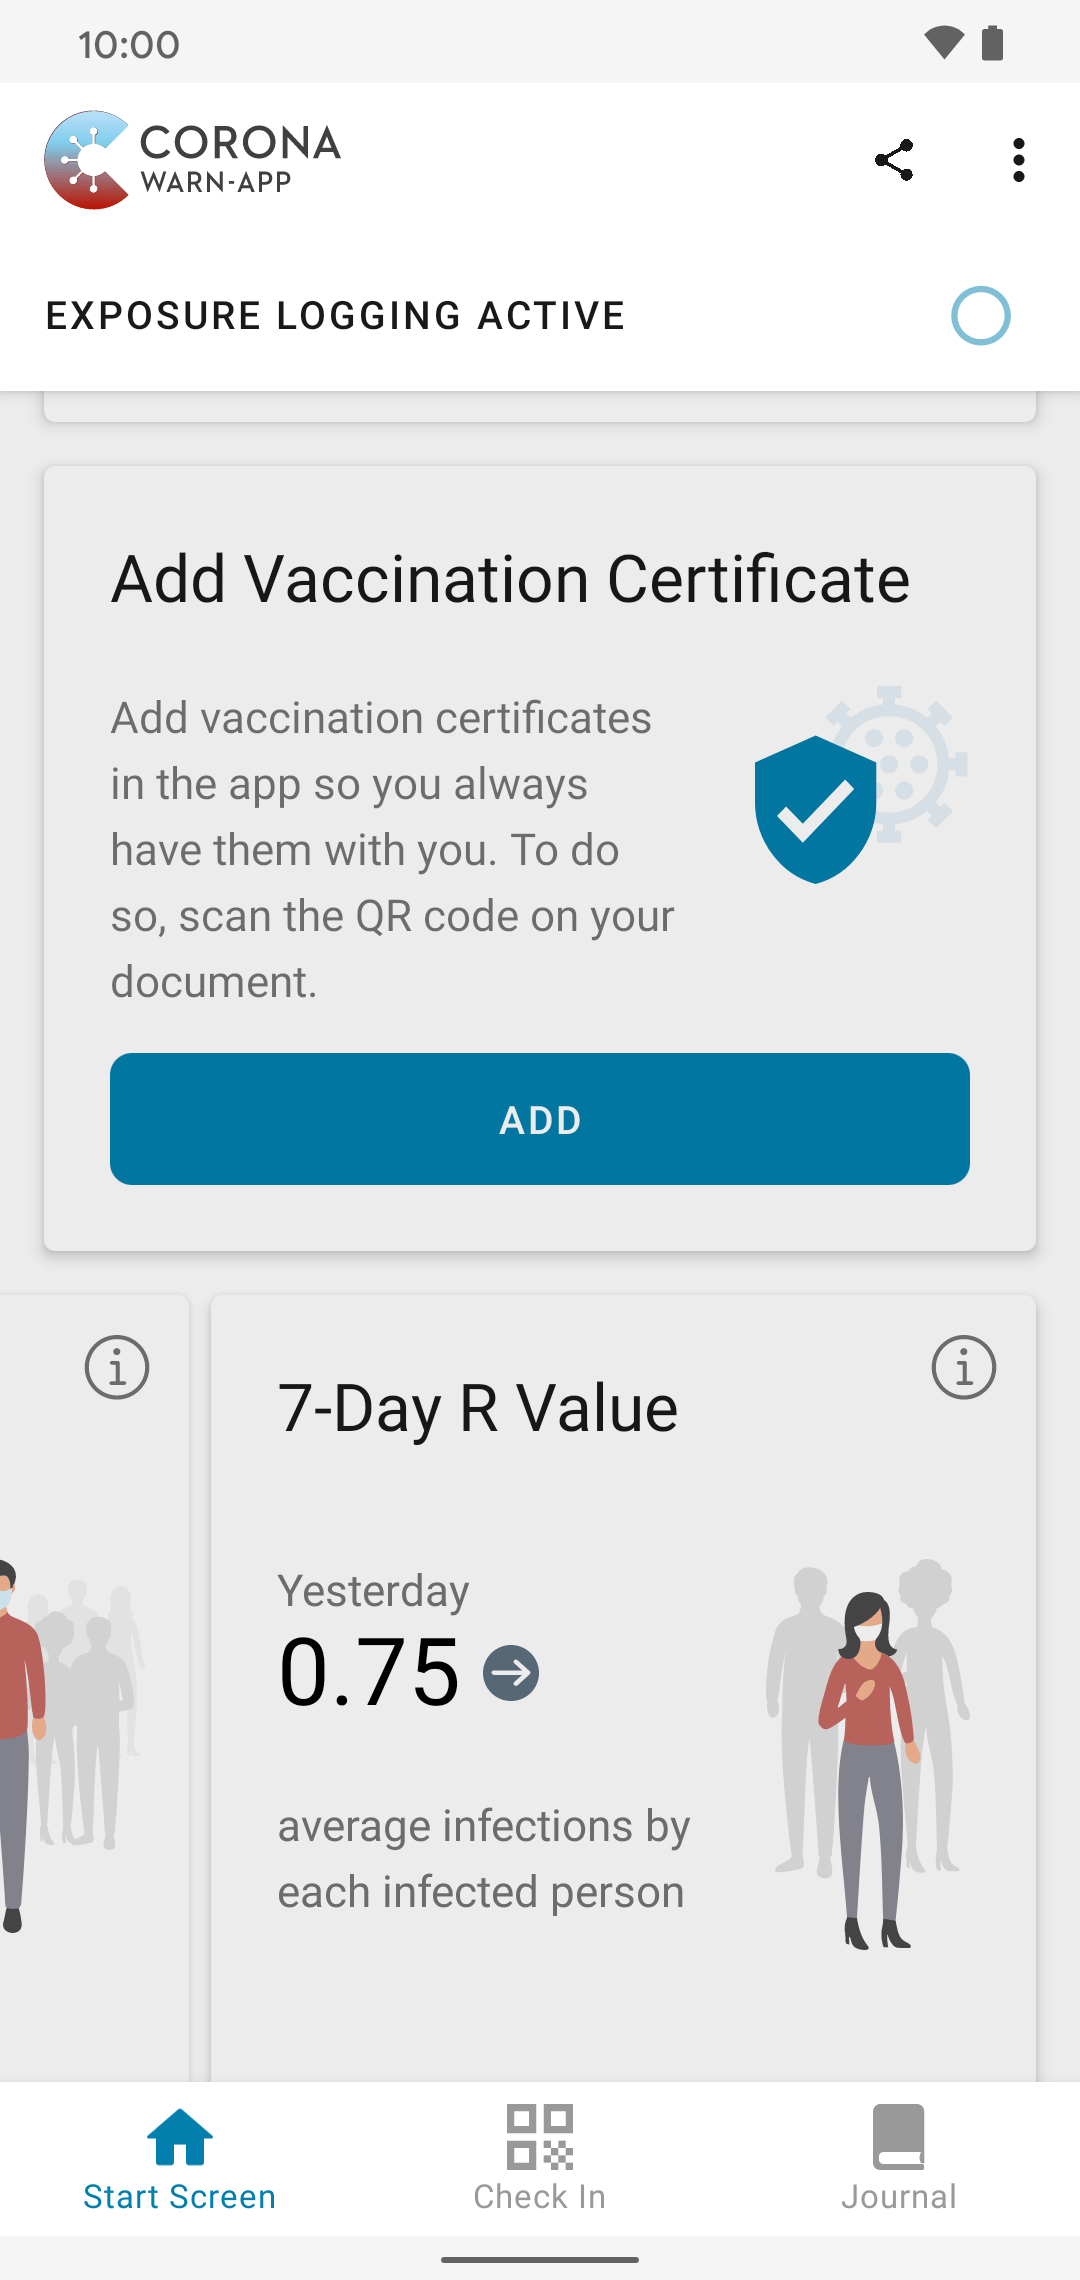 10:00
CORONA
WARN-APP
EXPOSURE LOGGING ACTIVE
Add Vaccination Certificate
Add vaccination certificates
in the app so you always
have them with you. To do
so, scan the QR code on your
document.
ADD
7-Day R Value
Yesterday
0.75
average infections by
each infected person
Start Screen
Check In
Journal